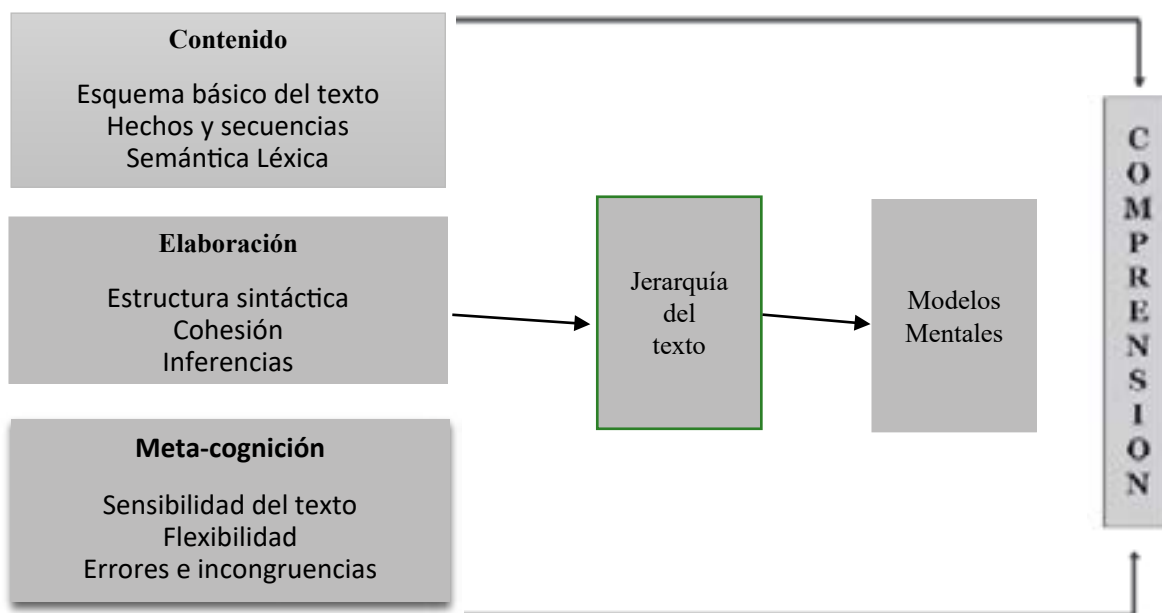 Contenido
Esquema básico del texto
Hechos y secuencias
Semántica Léxica
Elaboración
Estructura sintáctica
Cohesión
Inferencias
Meta-cognición
Sensibilidad del texto
Flexibilidad
Errores e incongruencias
Jerarquía
del
texto
Modelos
Mentales
COMPRENSION